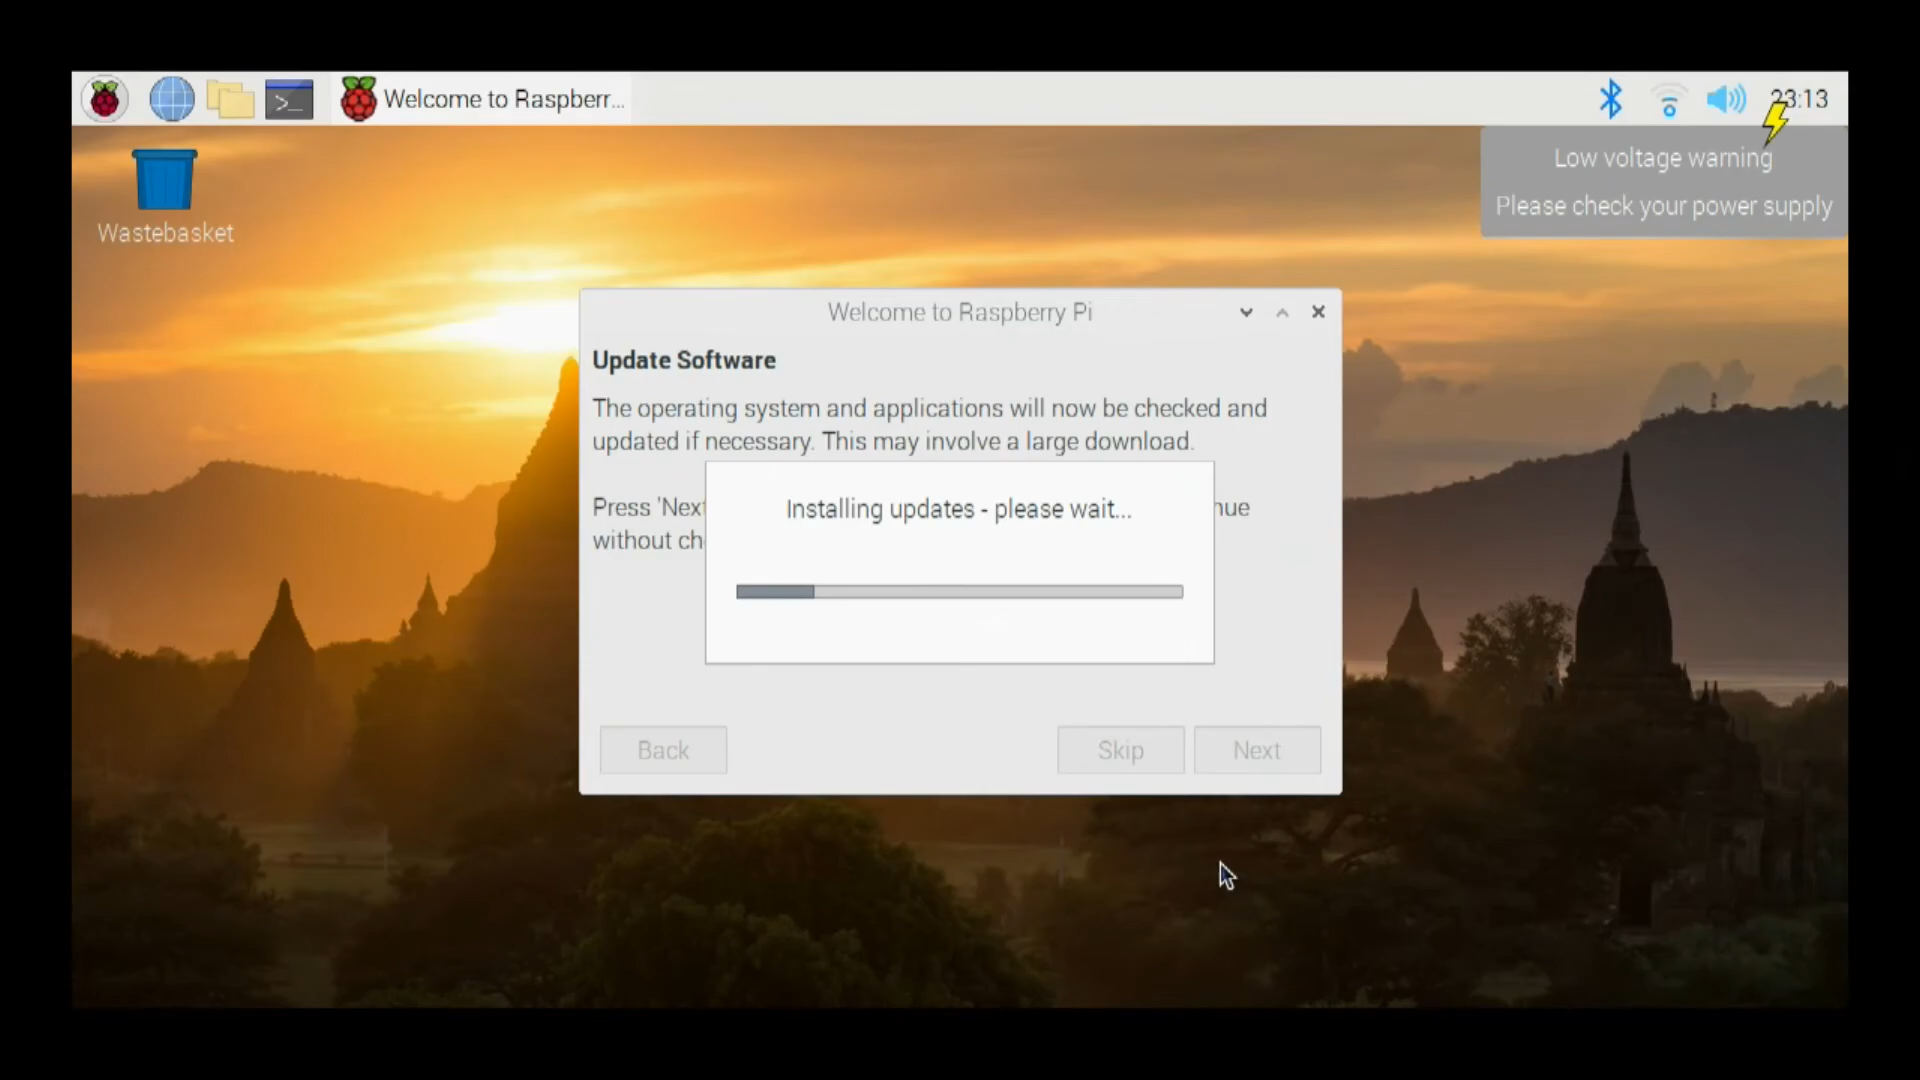 Welcome to Raspberr...
23:13
Low voltage warning
Please check your power supply
Wastebasket
Welcome to Raspberry Pi
Update Software
The operating system and applications will now be checked and
updated if necessary. This may involve a large download.
Press 'Next
nue
without ch
Installing updates - please wait...
Back
Skip
Next